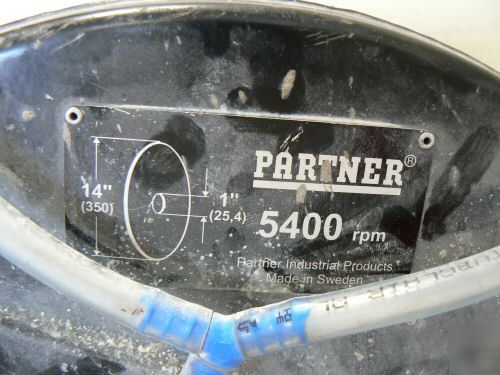 PARTNER®
14"
(350)
1"
(25,4)
5400 rpm
Partner Industrial Products
Made in Sweden